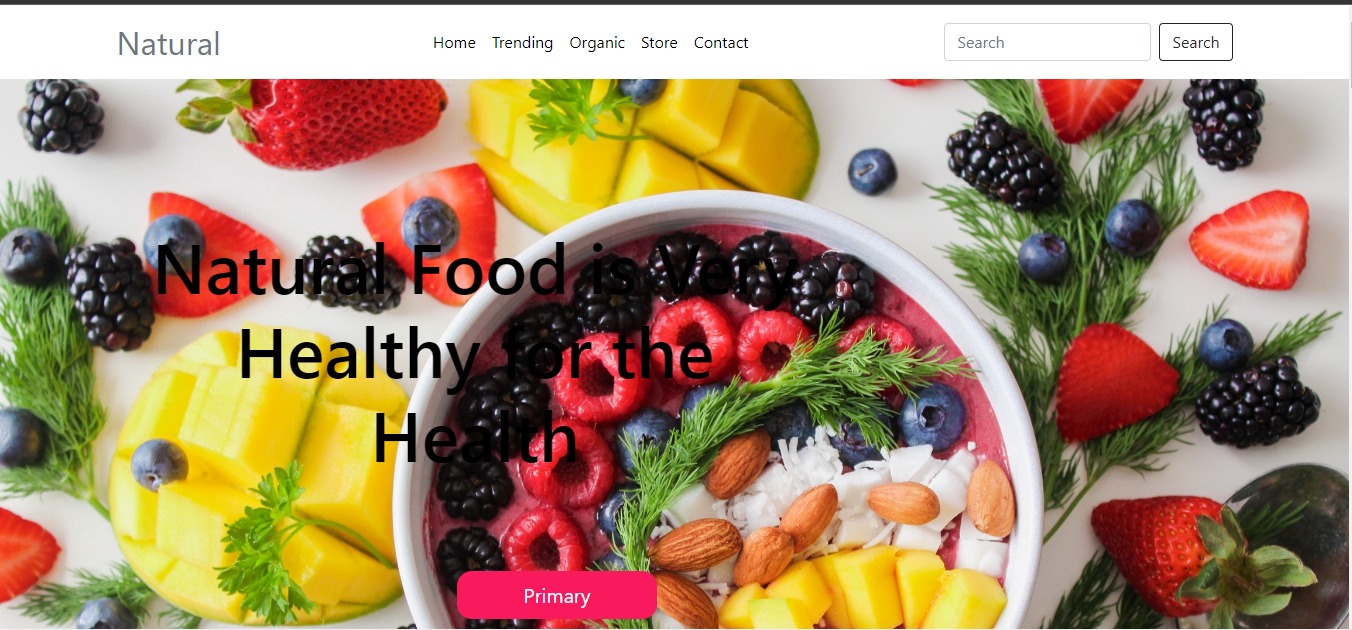 Natural
Home Trending Organic Store Contact
Search
Search
Natural Food is Very
Healthy for the
Health
Primary